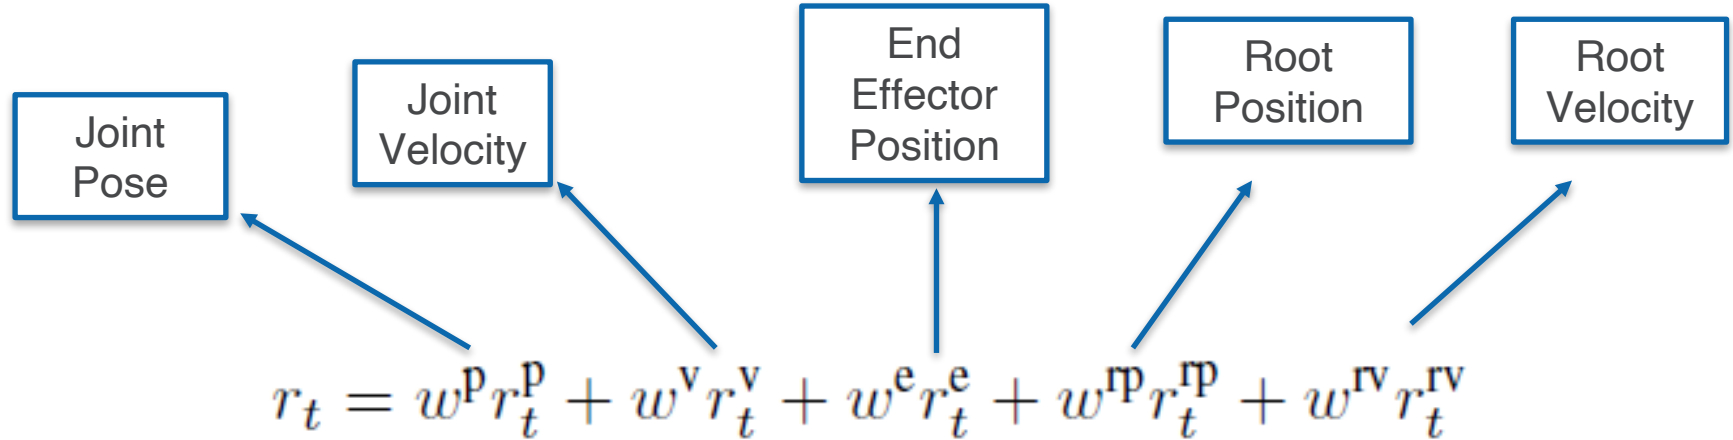 Joint
Pose
Joint
Velocity
End
Effector
Position
Root
Position
Root
Velocity
r_t = w^p r_t^p + w^v r_t^v + w^e r_t^e + w^{rp} r_t^{rp} + w^{rv} r_t^{rv}